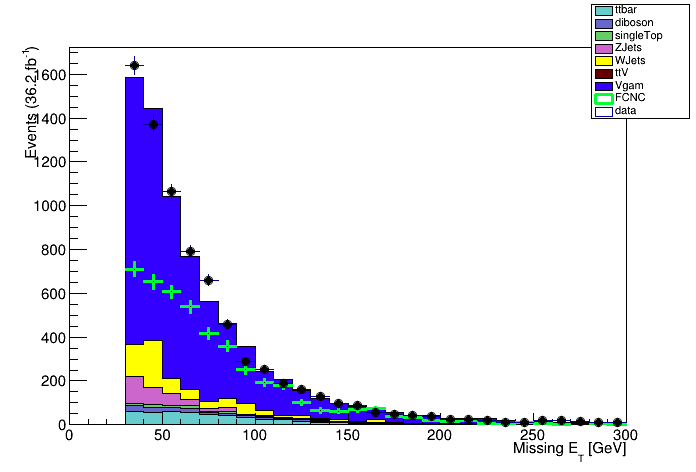 ttbar
diboson
singleTop
ZJets
WJets
ttV
Vgam
FCNC
data
Events (36.2 fb⁻¹)
1600
1400
1200
1000
800
600
400
200
0
0 50 100 150 200 250 300
Missing E_T [GeV]